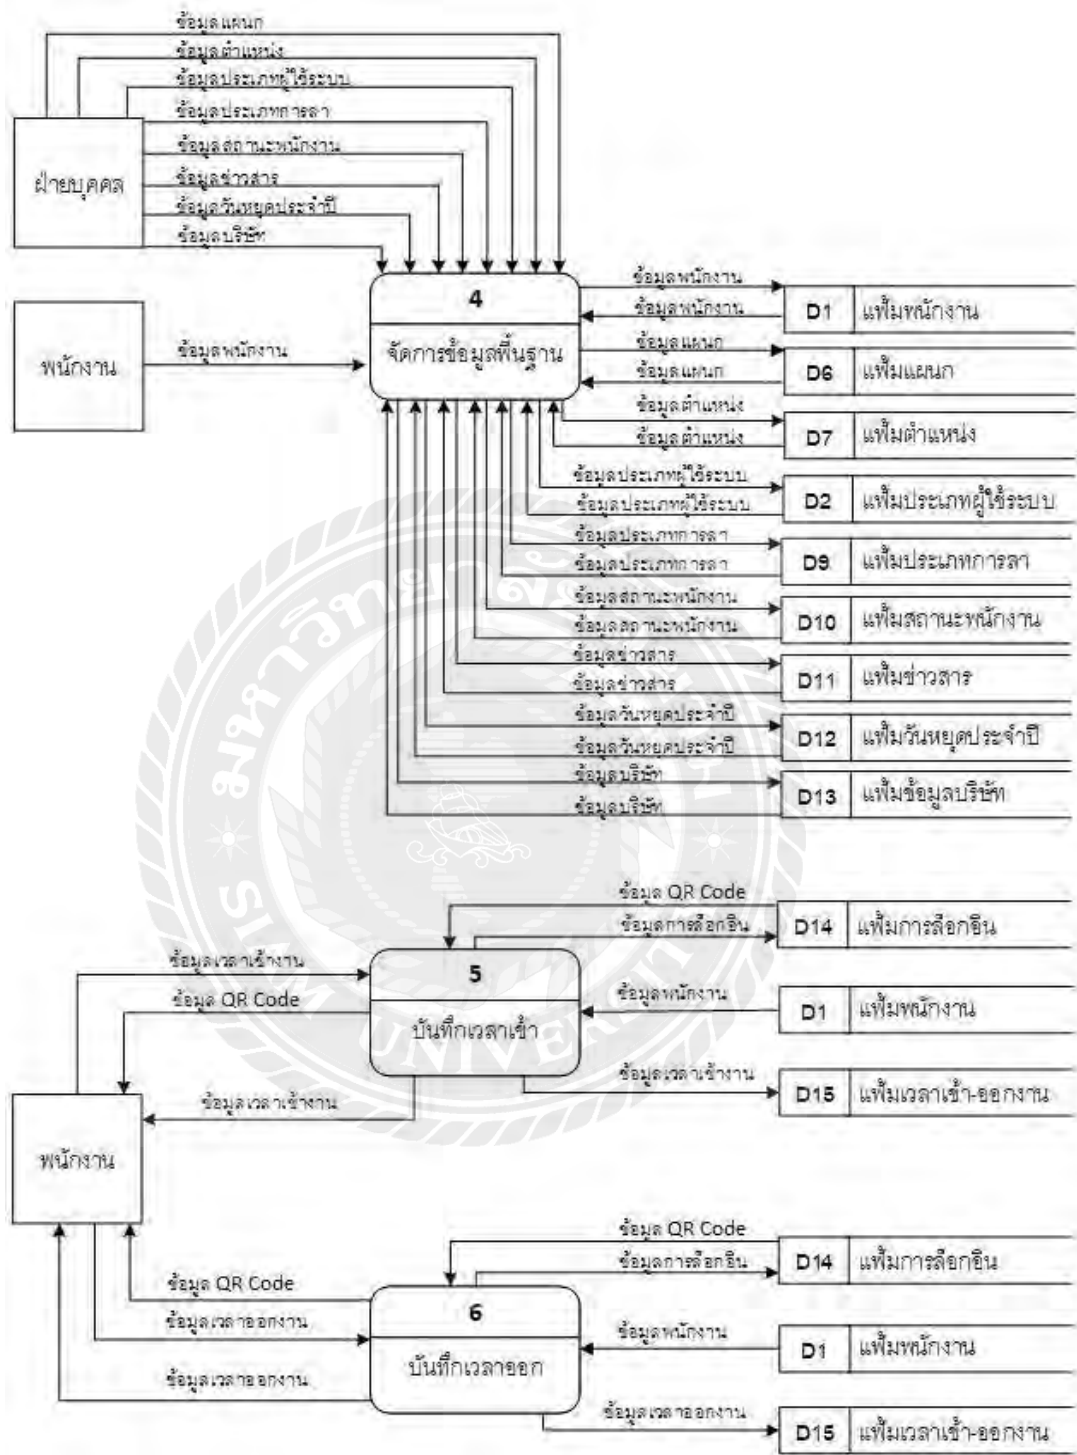 ข้อมูลแผนก
ข้อมูลตำแหน่ง
ข้อมูลประเภทผู้ใช้ระบบ
ข้อมูลประเภทการลา
ข้อมูลสถานะพนักงาน
ข้อมูลข่าวสาร
ข้อมูลวันหยุดประจำปี
ข้อมูลบริษัท
ฝ่ายบุคคล
พนักงาน
ข้อมูลพนักงาน
4
จัดการข้อมูลพื้นฐาน
ข้อมูลพนักงาน
ข้อมูลพนักงาน
D1 แฟ้มพนักงาน
ข้อมูลแผนก
ข้อมูลแผนก
D6 แฟ้มแผนก
ข้อมูลตำแหน่ง
ข้อมูลตำแหน่ง
D7 แฟ้มตำแหน่ง
ข้อมูลประเภทผู้ใช้ระบบ
ข้อมูลประเภทผู้ใช้ระบบ
D2 แฟ้มประเภทผู้ใช้ระบบ
ข้อมูลประเภทการลา
ข้อมูลประเภทการลา
D9 แฟ้มประเภทการลา
ข้อมูลสถานะพนักงาน
ข้อมูลสถานะพนักงาน
D10 แฟ้มสถานะพนักงาน
ข้อมูลข่าวสาร
ข้อมูลข่าวสาร
D11 แฟ้มข่าวสาร
ข้อมูลวันหยุดประจำปี
ข้อมูลวันหยุดประจำปี
D12 แฟ้มวันหยุดประจำปี
ข้อมูลบริษัท
ข้อมูลบริษัท
D13 แฟ้มข้อมูลบริษัท
ข้อมูล QR Code
ข้อมูลการล็อกอิน
D14 แฟ้มการล็อกอิน
ข้อมูลเวลาเข้างาน
ข้อมูล QR Code
5
บันทึกเวลาเข้า
ข้อมูลพนักงาน
D1 แฟ้มพนักงาน
ข้อมูลเวลาเข้างาน
ข้อมูลเวลาเข้างาน
D15 แฟ้มเวลาเข้า-ออกงาน
พนักงาน
ข้อมูล QR Code
ข้อมูลการล็อกอิน
D14 แฟ้มการล็อกอิน
ข้อมูล QR Code
ข้อมูลเวลาออกงาน
6
บันทึกเวลาออก
ข้อมูลพนักงาน
D1 แฟ้มพนักงาน
ข้อมูลเวลาออกงาน
ข้อมูลเวลาออกงาน
D15 แฟ้มเวลาเข้า-ออกงาน